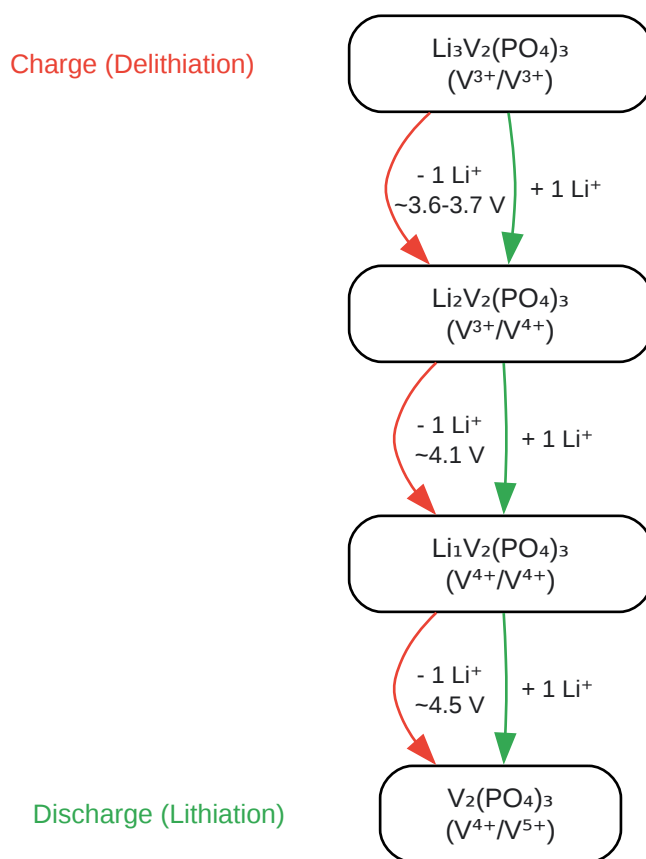 Charge (Delithiation)
Li₃V₂(PO₄)₃
(V³⁺/V³⁺)
- 1 Li⁺
~3.6-3.7 V
+ 1 Li⁺
Li₂V₂(PO₄)₃
(V³⁺/V⁴⁺)
- 1 Li⁺
~4.1 V
+ 1 Li⁺
Li₁V₂(PO₄)₃
(V⁴⁺/V⁴⁺)
- 1 Li⁺
~4.5 V
+ 1 Li⁺
Discharge (Lithiation)
V₂(PO₄)₃
(V⁴⁺/V⁵⁺)